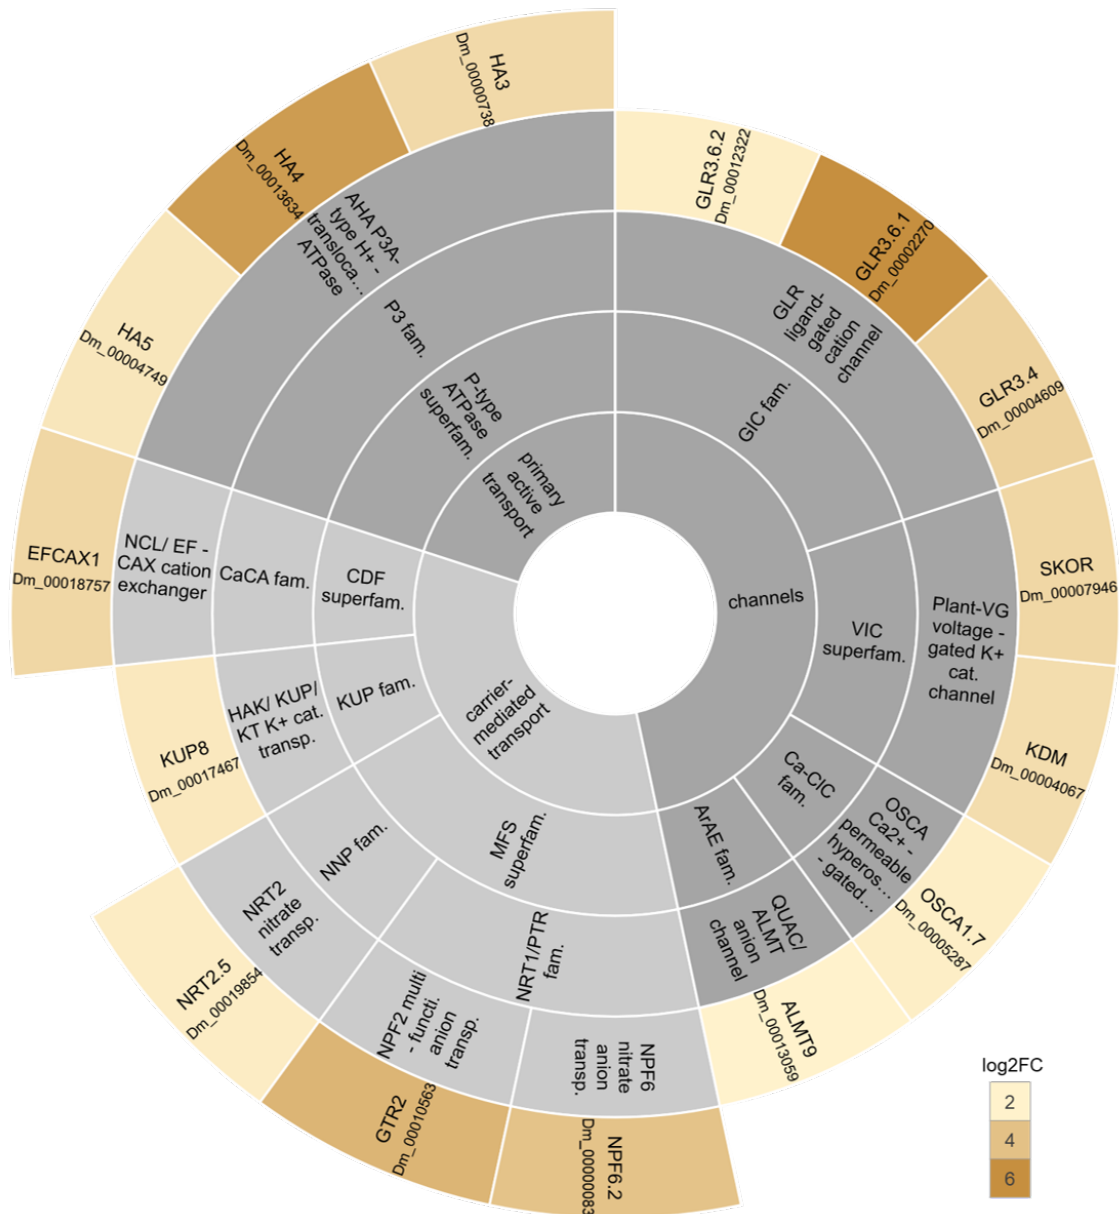 HA3
Dm_00000738
HA4
Dm_00013634
HA5
Dm_00004749
EFCAX1
Dm_00018757
KUP8
Dm_00017467
NRT2.5
Dm_00019854
GTR2
Dm_00010563
NPF6.2
Dm_00000083
ALMT9
Dm_00013059
OSCA1.7
Dm_00005287
KDM
Dm_00004067
SKOR
Dm_00007946
GLR3.4
Dm_00004609
GLR3.6.1
Dm_00002270
GLR3.6.2
Dm_00012322
AHA P3A-
type H+ -
transloca...
ATPase
P3 fam.
P-type
ATPase
superfam.
primary
active
transport
GLR
ligand-
gated
cation
channel
GIC fam.
channels
VIC
superfam.
Plant-VG
voltage -
gated K+
cat.
channel
Ca-ClC
fam.
OSCA
Ca2+ -
permeable
hyperos...
- gated...
ArAE fam.
QUAC/
ALMT
anion
channel
carrier-
mediated
transport
CDF
superfam.
CaCA fam.
NCL/ EF -
CAX cation
exchanger
KUP fam.
HAK/ KUP/
KT K+ cat.
transp.
MFS
superfam.
NNP fam.
NRT2
nitrate
transp.
NRT1/PTR
fam.
NPF2 multi
- functi.
anion
transp.
NPF6
nitrate
anion
transp.
log2FC
2
4
6